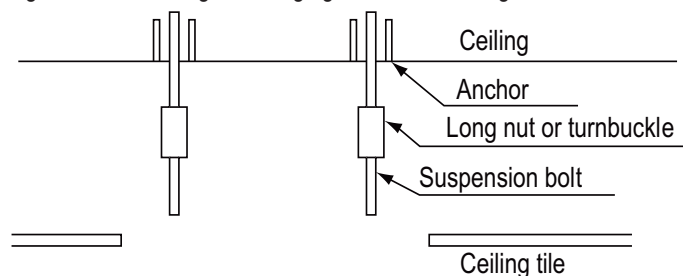 Ceiling
Anchor
Long nut or turnbuckle
Suspension bolt
Ceiling tile